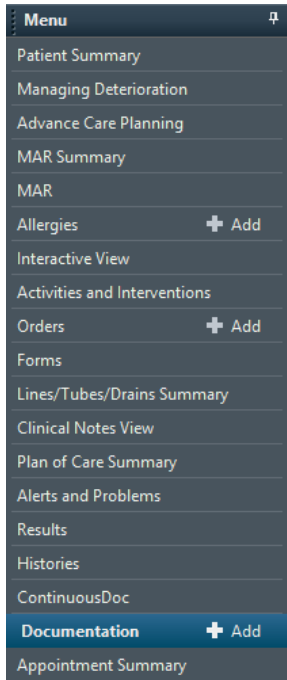 Menu
Patient Summary
Managing Deterioration
Advance Care Planning
MAR Summary
MAR
Allergies Add
Interactive View
Activities and Interventions
Orders Add
Forms
Lines/Tubes/Drains Summary
Clinical Notes View
Plan of Care Summary
Alerts and Problems
Results
Histories
ContinuousDoc
Documentation Add
Appointment Summary